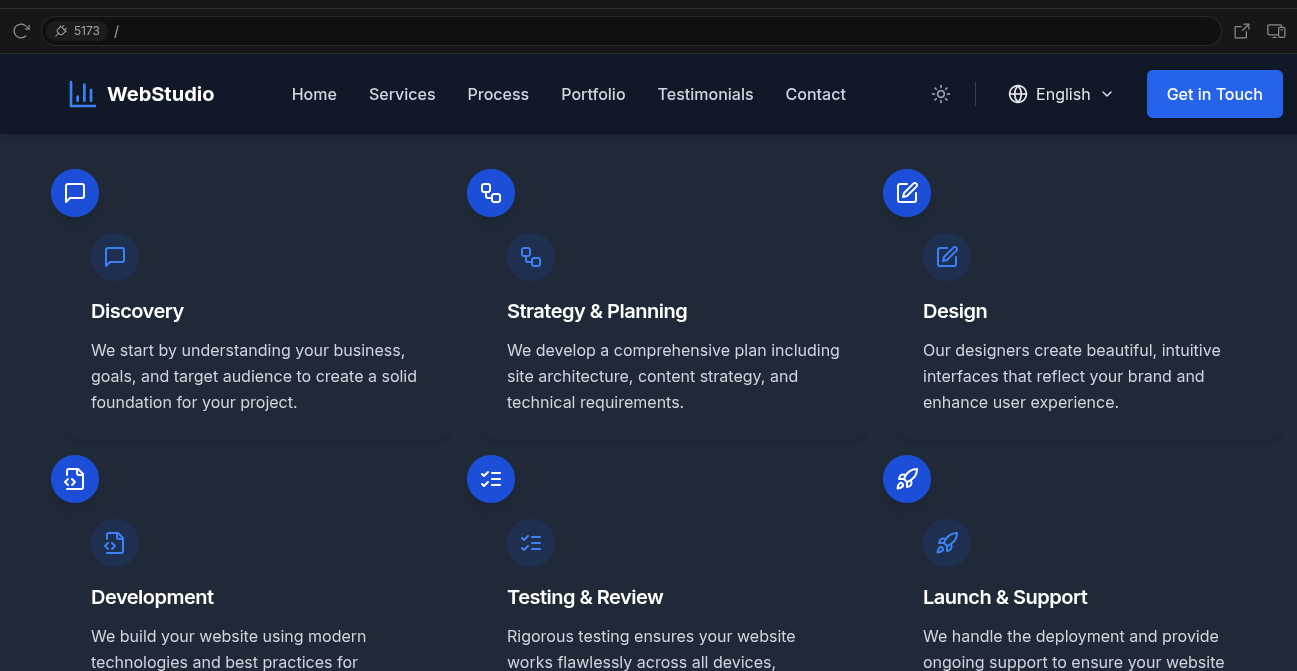 5173 /
WebStudio Home Services Process Portfolio Testimonials Contact English Get in Touch
Discovery
We start by understanding your business,
goals, and target audience to create a solid
foundation for your project.
Strategy & Planning
We develop a comprehensive plan including
site architecture, content strategy, and
technical requirements.
Design
Our designers create beautiful, intuitive
interfaces that reflect your brand and
enhance user experience.
Development
We build your website using modern
technologies and best practices for
Testing & Review
Rigorous testing ensures your website
works flawlessly across all devices,
Launch & Support
We handle the deployment and provide
ongoing support to ensure your website